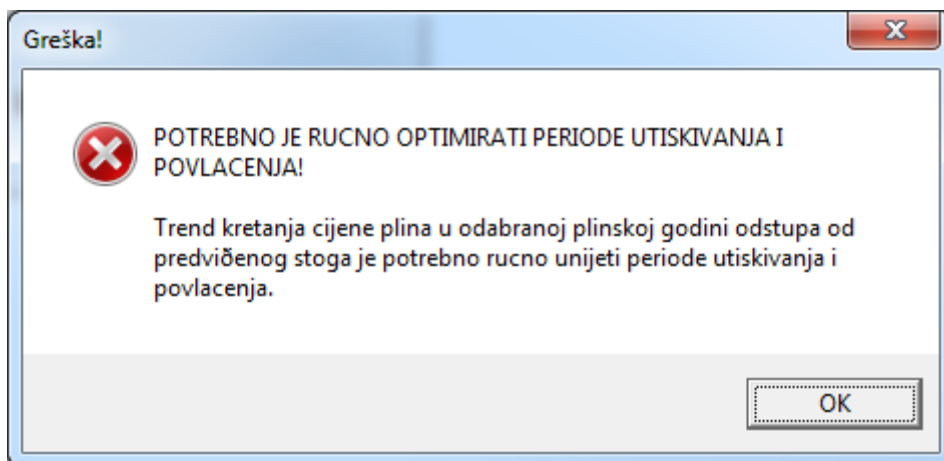 Greška!
POTREBNO JE RUCNO OPTIMIRATI PERIODE UTISKIVANJA I
POVLACENJA!
Trend kretanja cijene plina u odabranoj plinskoj godini odstupa od
predviðenog stoga je potrebno rucno unijeti periode utiskivanja i
povlacenja.
OK